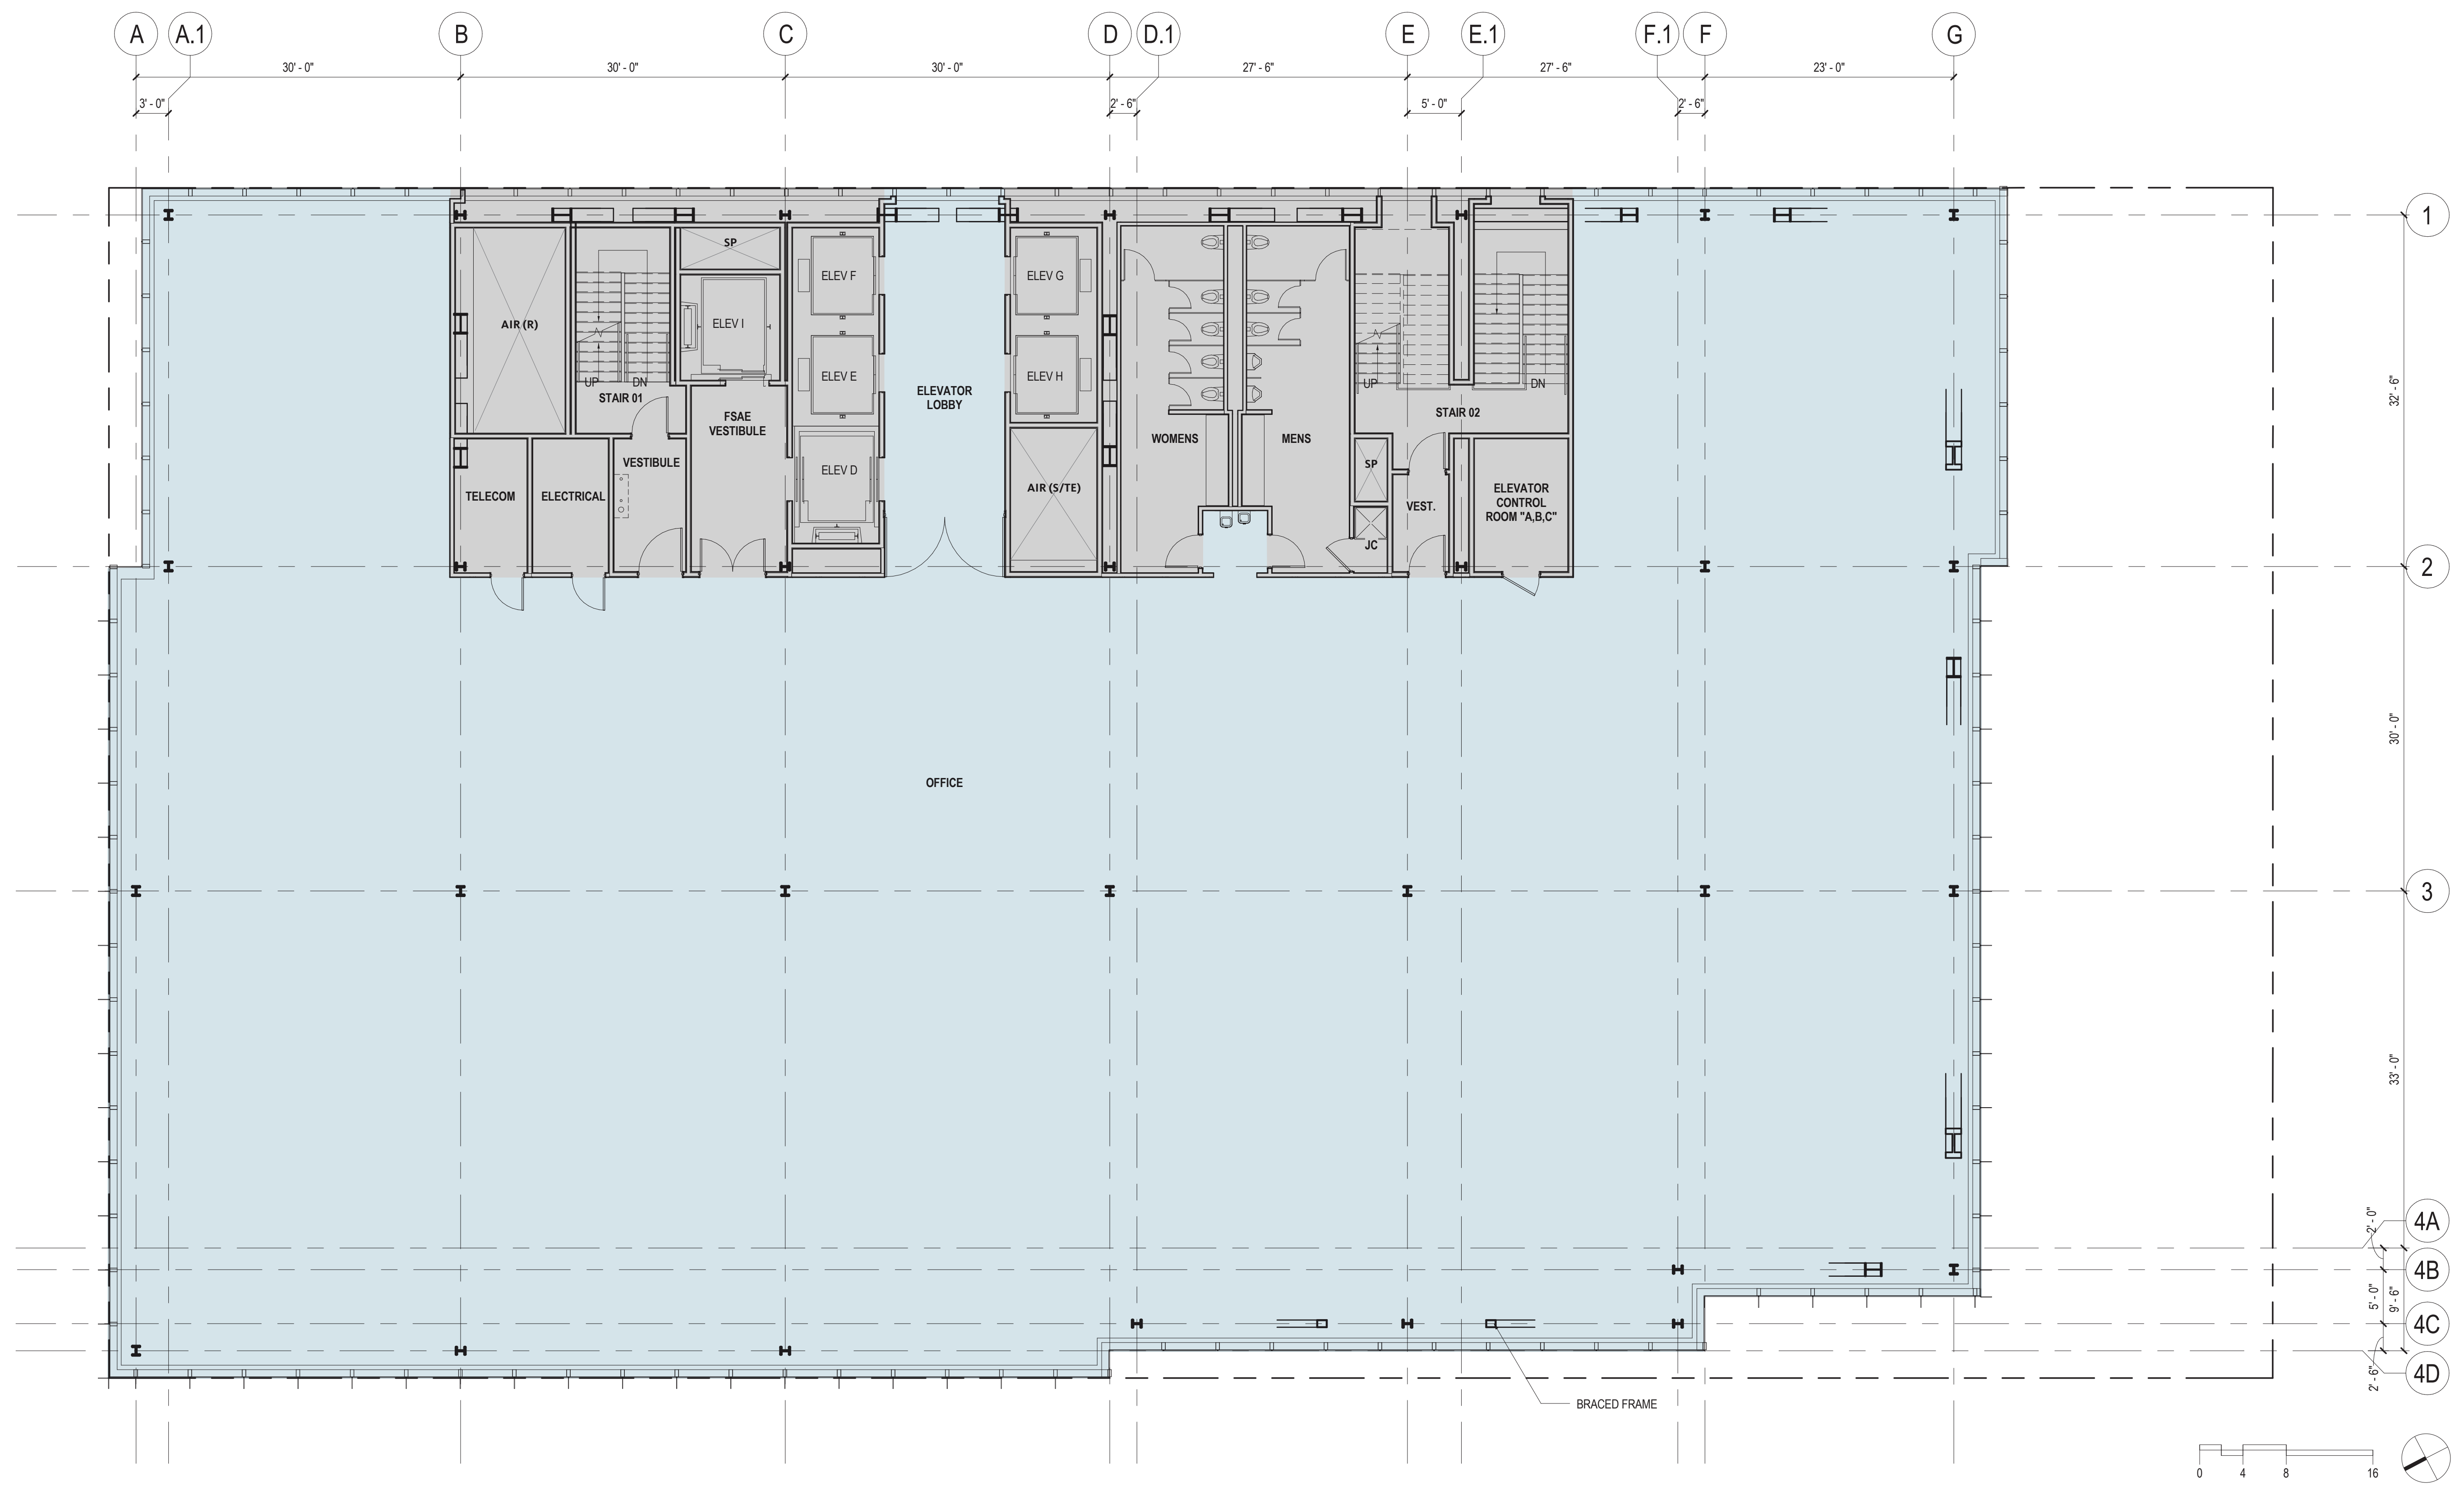 A A.1 B C D D.1 E E.1 F.1 F G
30' - 0" 30' - 0" 30' - 0" 27' - 6" 27' - 6" 23' - 0"
3' - 0" 2' - 6" 5' - 0" 2' - 6"
1
SP
ELEV F
ELEV G
AIR (R)
ELEV I
ELEV E
ELEV H
UP DN
UP DN
STAIR 01
ELEVATOR
LOBBY
32' - 6"
FSAE
VESTIBULE
STAIR 02
WOMENS
MENS
VESTIBULE
ELEV D
SP
TELECOM
ELECTRICAL
AIR (S/TE)
VEST.
ELEVATOR
CONTROL
ROOM "A,B,C"
JC
2
30' - 0"
OFFICE
3
33' - 0"
2' - 0"
4A
4B
5' - 0"
9' - 6"
4C
2' - 6"
4D
BRACED FRAME
0 4 8 16